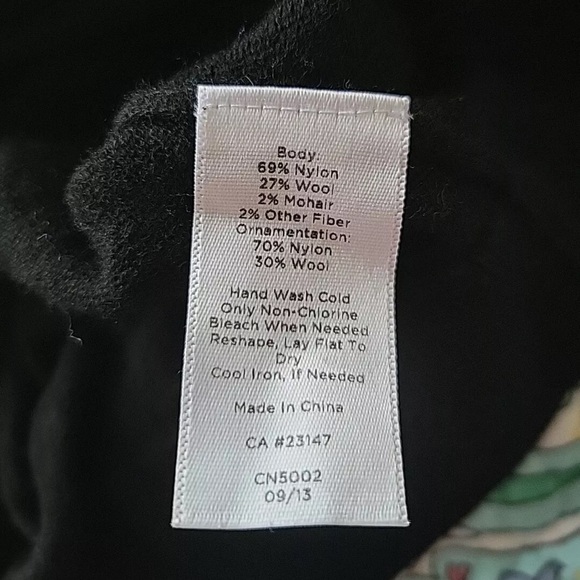 Body:
69% Nylon
27% Wool
2% Mohair
2% Other Fiber
Ornamentation:
70% Nylon
30% Wool
Hand Wash Cold
Only Non-Chlorine
Bleach When Needed
Reshape, Lay Flat To
Dry
Cool Iron, If Needed
Made In China
CA #23147
CN5002
09/13